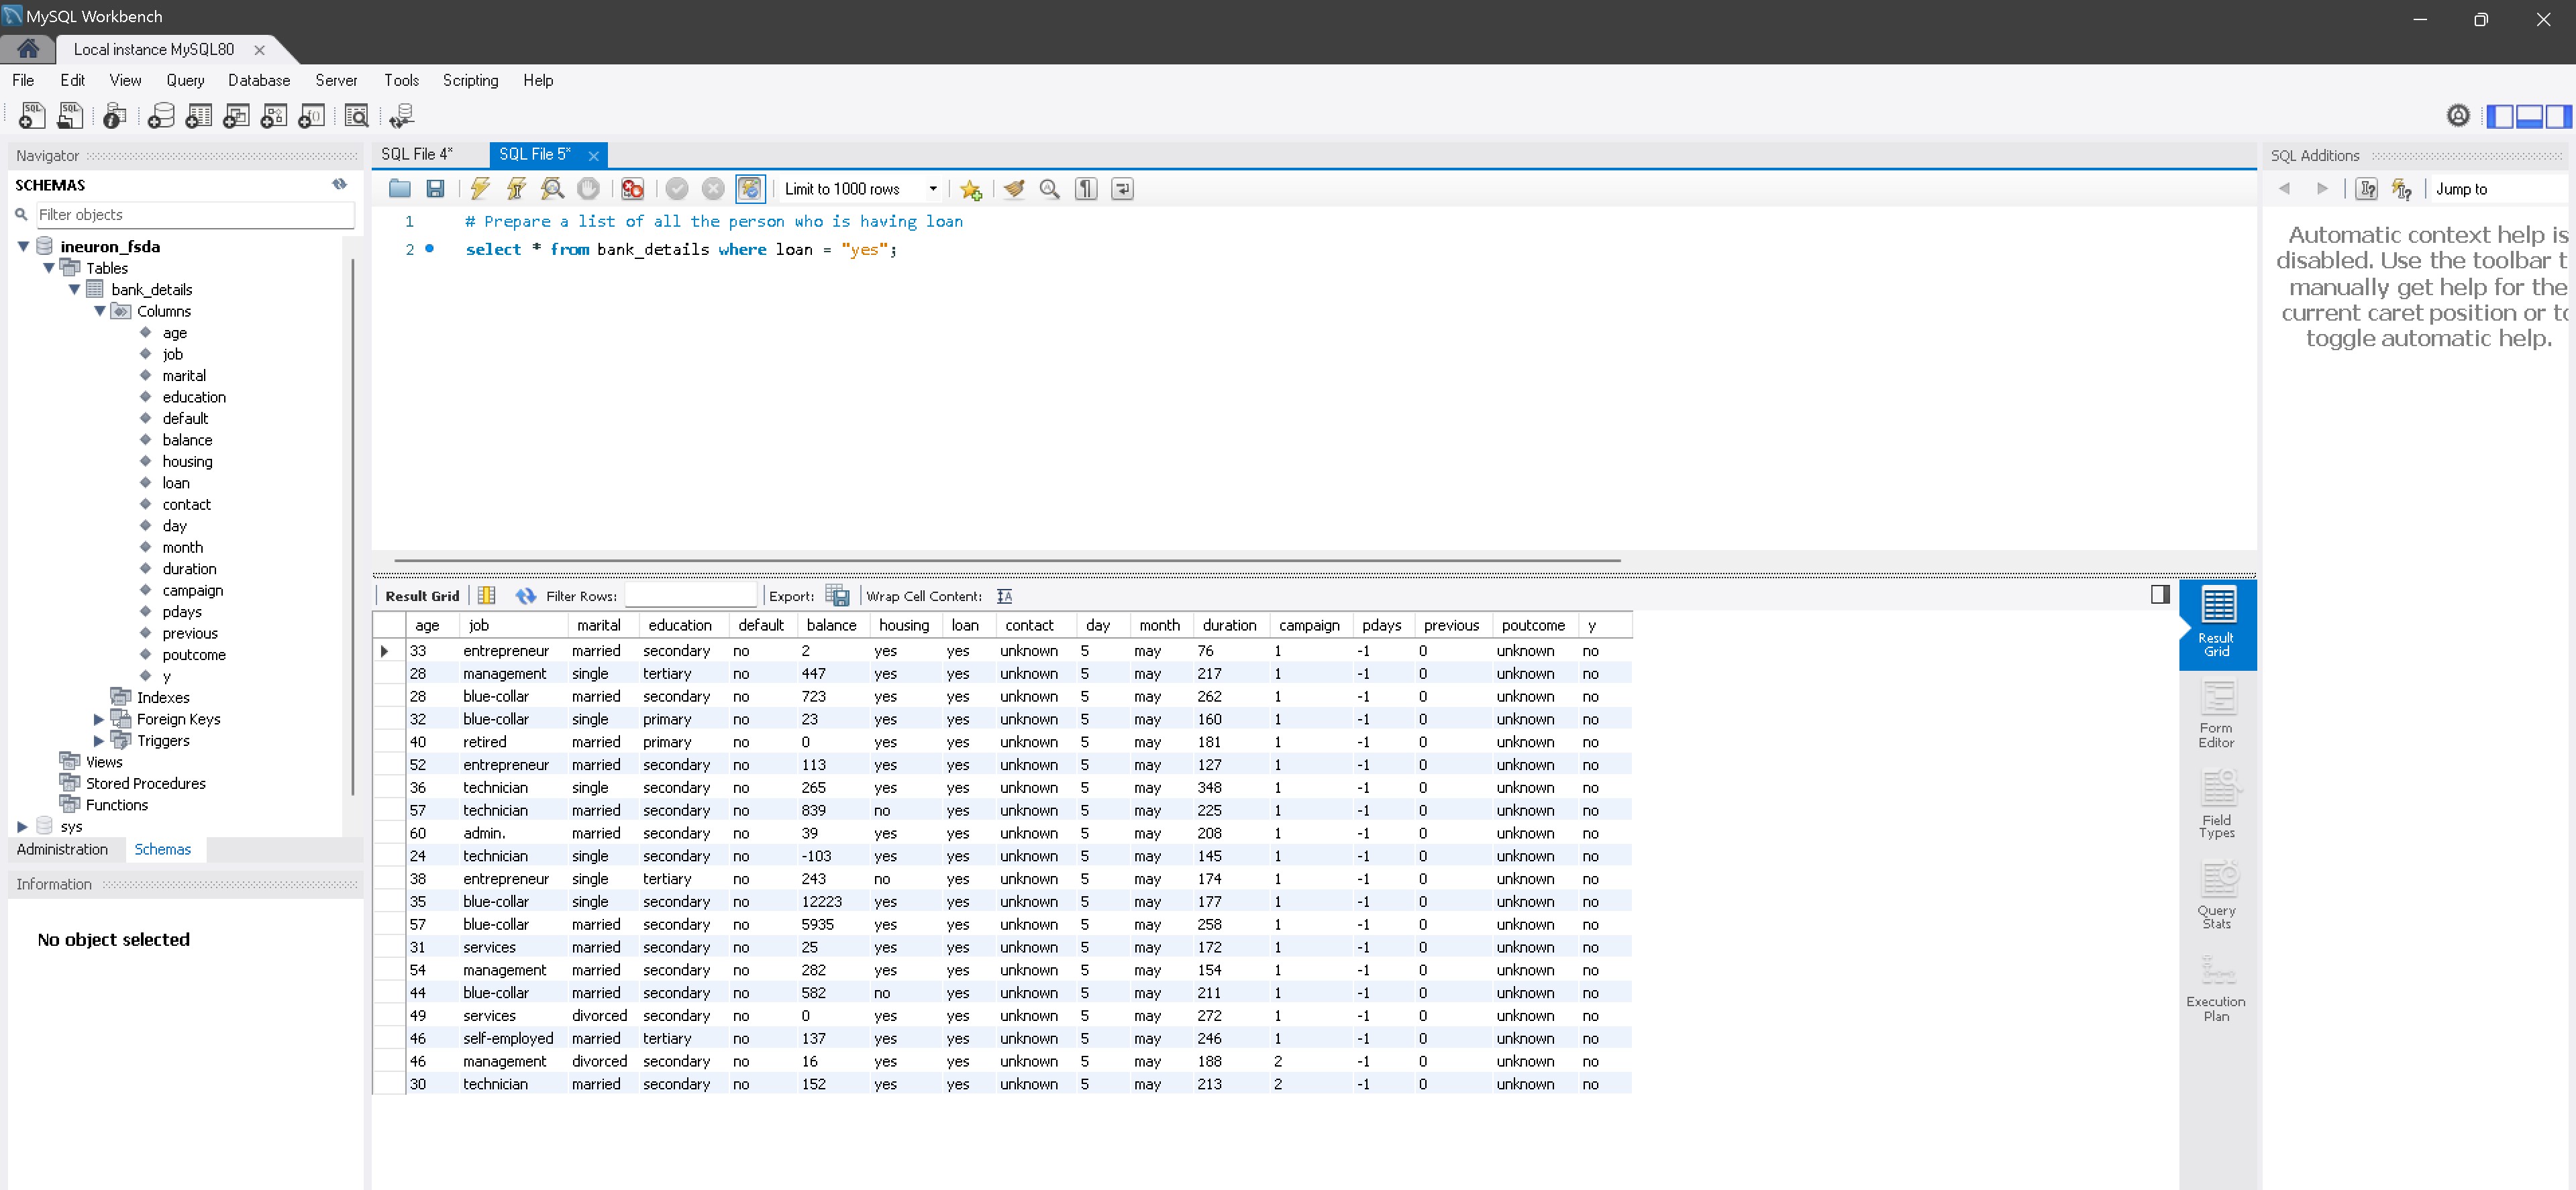 MySQL Workbench
Local instance MySQL80
File Edit View Query Database Server Tools Scripting Help
Navigator
SCHEMAS
Filter objects
ineuron_fsda
Tables
bank_details
Columns
age
job
marital
education
default
balance
housing
loan
contact
day
month
duration
campaign
pdays
previous
poutcome
y
Indexes
Foreign Keys
Triggers
Views
Stored Procedures
Functions
sys
Administration Schemas
Information
No object selected
SQL File 4* SQL File 5*
Limit to 1000 rows
1 # Prepare a list of all the person who is having loan
2 select * from bank_details where loan = "yes";
Result Grid Filter Rows: Export: Wrap Cell Content:
age job marital education default balance housing loan contact day month duration campaign pdays previous poutcome y
33 entrepreneur married secondary no 2 yes yes unknown 5 may 76 1 -1 0 unknown no
28 management single tertiary no 447 yes yes unknown 5 may 217 1 -1 0 unknown no
28 blue-collar married secondary no 723 yes yes unknown 5 may 262 1 -1 0 unknown no
32 blue-collar single primary no 23 yes yes unknown 5 may 160 1 -1 0 unknown no
40 retired married primary no 0 yes yes unknown 5 may 181 1 -1 0 unknown no
52 entrepreneur married secondary no 113 yes yes unknown 5 may 127 1 -1 0 unknown no
36 technician single secondary no 265 yes yes unknown 5 may 348 1 -1 0 unknown no
57 technician married secondary no 839 no yes unknown 5 may 225 1 -1 0 unknown no
60 admin. married secondary no 39 yes yes unknown 5 may 208 1 -1 0 unknown no
24 technician single secondary no -103 yes yes unknown 5 may 145 1 -1 0 unknown no
38 entrepreneur single tertiary no 243 no yes unknown 5 may 174 1 -1 0 unknown no
35 blue-collar single secondary no 12223 yes yes unknown 5 may 177 1 -1 0 unknown no
57 blue-collar married secondary no 5935 yes yes unknown 5 may 258 1 -1 0 unknown no
31 services married secondary no 25 yes yes unknown 5 may 172 1 -1 0 unknown no
54 management married secondary no 282 yes yes unknown 5 may 154 1 -1 0 unknown no
44 blue-collar married secondary no 582 no yes unknown 5 may 211 1 -1 0 unknown no
49 services divorced secondary no 0 yes yes unknown 5 may 272 1 -1 0 unknown no
46 self-employed married tertiary no 137 yes yes unknown 5 may 246 1 -1 0 unknown no
46 management divorced secondary no 16 yes yes unknown 5 may 188 2 -1 0 unknown no
30 technician married secondary no 152 yes yes unknown 5 may 213 2 -1 0 unknown no
Result
Grid
Form
Editor
Field
Types
Query
Stats
Execution
Plan
SQL Additions
Jump to
Automatic context help is
disabled. Use the toolbar t
manually get help for the
current caret position or to
toggle automatic help.